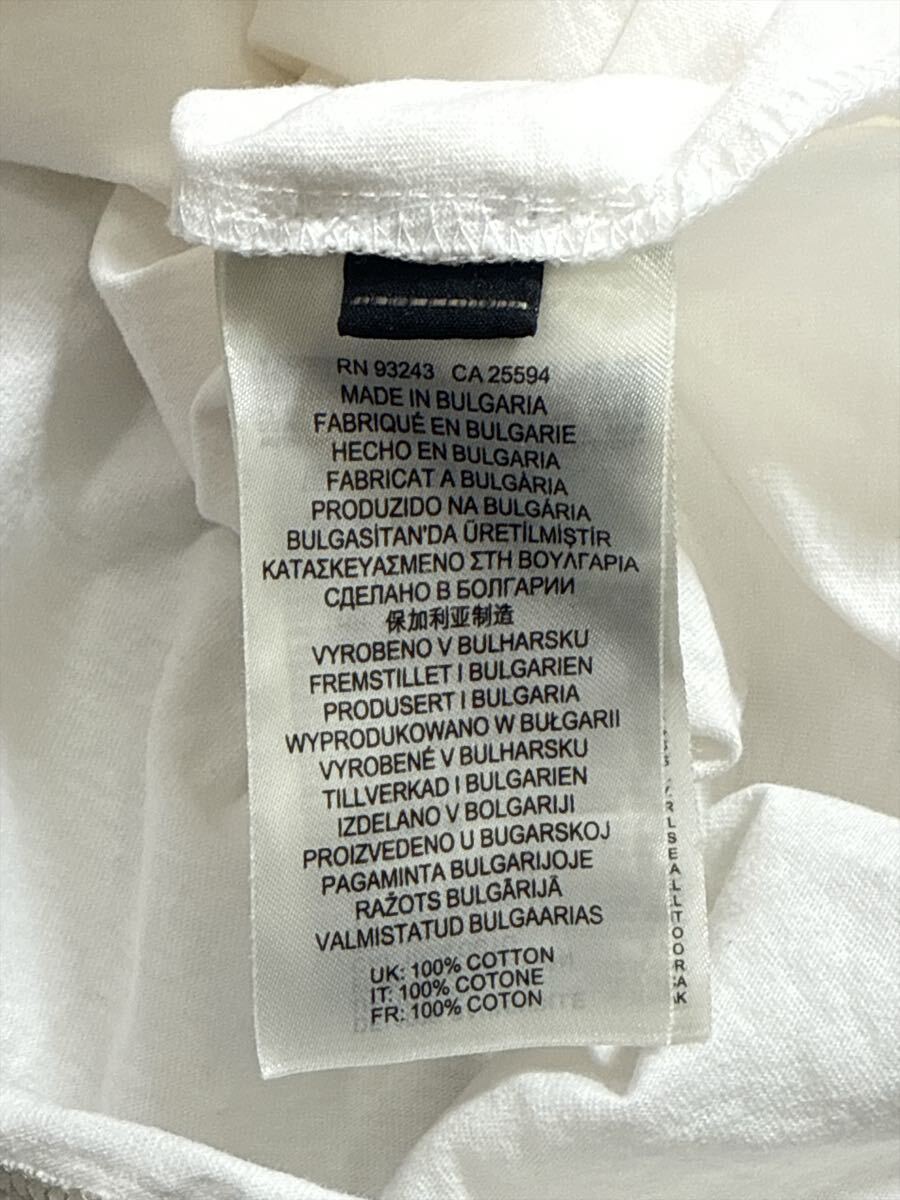 RN 93243 CA 25594
MADE IN BULGARIA
FABRIQUÉ EN BULGARIE
HECHO EN BULGARIA
FABRICAT A BULGÀRIA
PRODUZIDO NA BULGÁRIA
BULGASİTAN'DA ÜRETİLMİŞTİR
ΚΑΤΑΣΚΕΥΑΣΜΕΝΟ ΣΤΗ ΒΟΥΛΓΑΡΙΑ
СДЕЛАНО В БОЛГАРИИ
保加利亚制造
VYROBENO V BULHARSKU
FREMSTILLET I BULGARIEN
PRODUSERT I BULGARIA
WYPRODUKOWANO W BUŁGARII
VYROBENÉ V BULHARSKU
TILLVERKAD I BULGARIEN
IZDELANO V BOLGARIJI
PROIZVEDENO U BUGARSKOJ
PAGAMINTA BULGARIJOJE
RAŽOTS BULGĀRIJĀ
VALMISTATUD BULGAARIAS
UK: 100% COTTON
IT: 100% COTONE
FR: 100% COTON